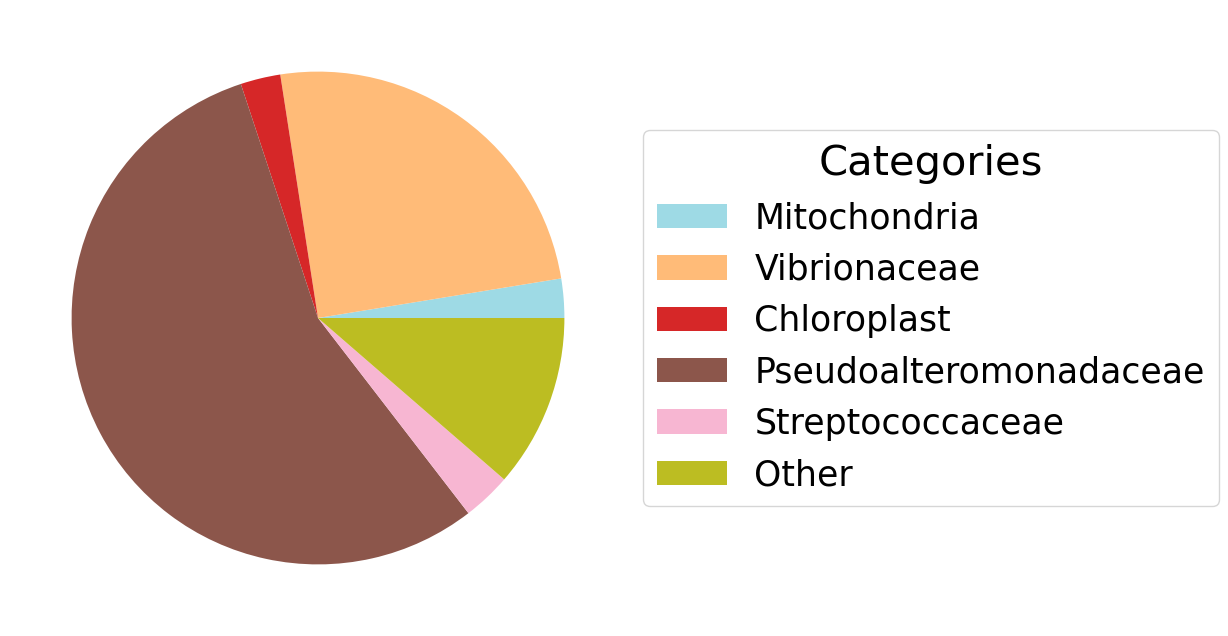 Categories
Mitochondria
Vibrionaceae
Chloroplast
Pseudoalteromonadaceae
Streptococcaceae
Other